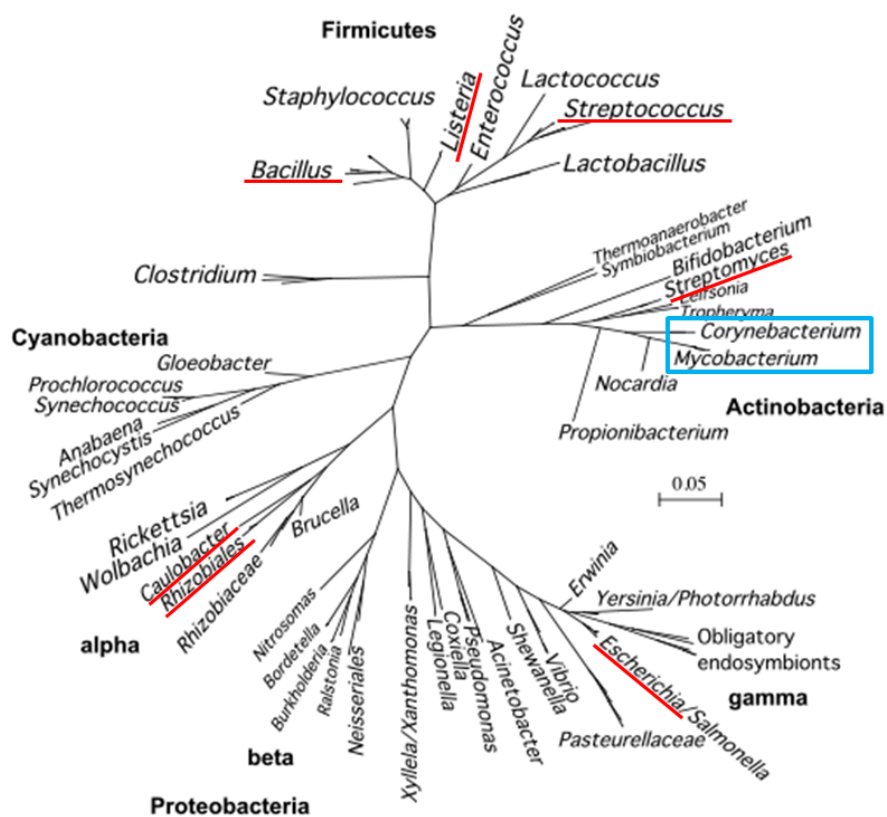 Firmicutes
Staphylococcus
Listeria
Enterococcus
Lactococcus
Streptococcus
Bacillus
Lactobacillus
Clostridium
Thermoanaerobacter
Symbiobacterium
Bifidobacterium
Streptomyces
Leifsonia
Tropheryma
Corynebacterium
Mycobacterium
Nocardia
Propionibacterium
Actinobacteria
Cyanobacteria
Gloeobacter
Prochlorococcus
Synechococcus
Anabaena
Synechocystis
Thermosynechococcus
0.05
Rickettsia
Wolbachia
Caulobacter
Rhizobiales
Rhizobiaceae
Brucella
alpha
Nitrosomas
Bordetella
Burkholderia
Ralstonia
Neisseriales
beta
Proteobacteria
Xyllela/Xanthomonas
Legionella
Coxiella
Pseudomonas
Acinetobacter
Shewanella
Vibrio
Pasteurellaceae
Erwinia
Yersinia/Photorrhabdus
Obligatory
endosymbionts
Escherichia/Salmonella
gamma